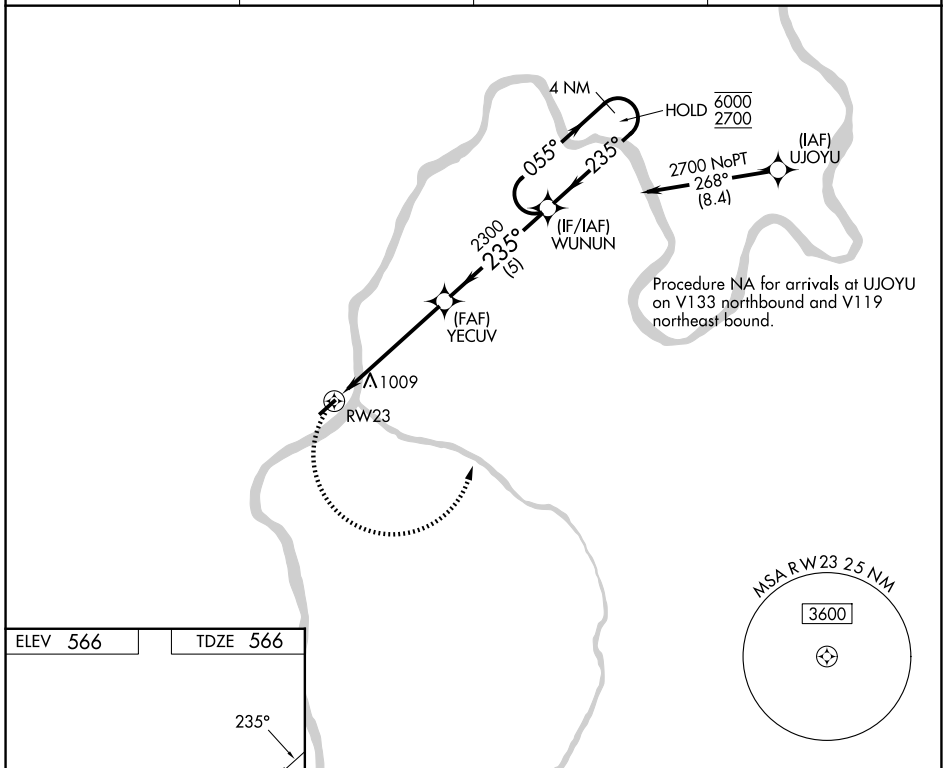 4 NM
HOLD 6000
2700
055°
235°
(IAF)
UJOYU
2700 NoPT
268°
(8.4)
(IF/IAF)
WUNUN
2300
235°
(5)
Procedure NA for arrivals at UJOYU
on V133 northbound and V119
northeast bound.
(FAF)
YECUV
1009
RW23
MSA RW23 25 NM
3600
ELEV 566
TDZE 566
235°